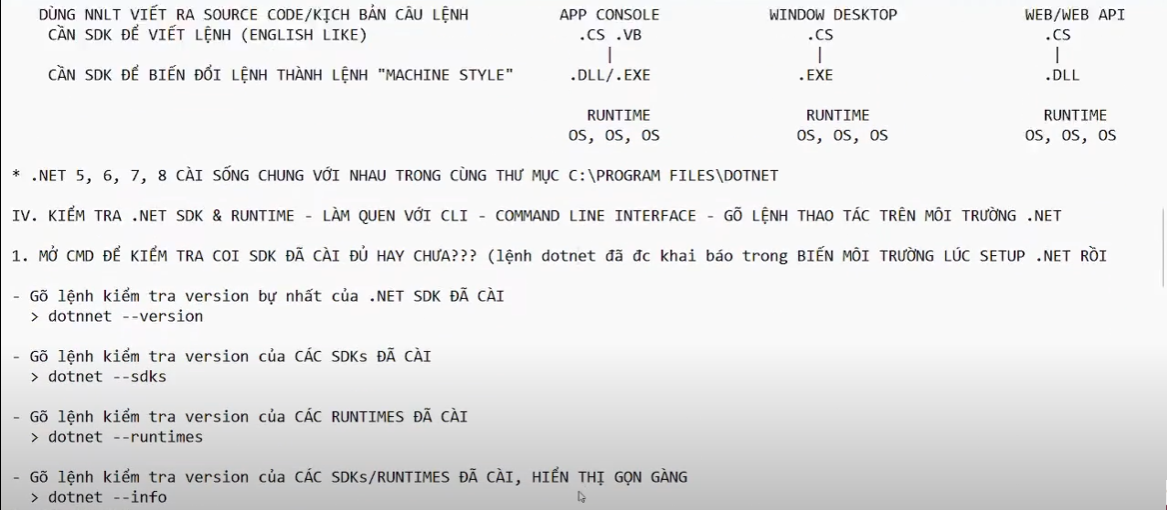 DÙNG NNLT VIẾT RA SOURCE CODE/KỊCH BẢN CÂU LỆNH APP CONSOLE WINDOW DESKTOP WEB/WEB API
CẦN SDK ĐỂ VIẾT LỆNH (ENGLISH LIKE) .CS .VB .CS .CS
| | |
CẦN SDK ĐỂ BIẾN ĐỔI LỆNH THÀNH LỆNH "MACHINE STYLE" .DLL/.EXE .EXE .DLL
RUNTIME RUNTIME RUNTIME
OS, OS, OS OS, OS, OS OS, OS, OS
* .NET 5, 6, 7, 8 CÀI SỐNG CHUNG VỚI NHAU TRONG CÙNG THƯ MỤC C:\PROGRAM FILES\DOTNET
IV. KIỂM TRA .NET SDK & RUNTIME - LÀM QUEN VỚI CLI - COMMAND LINE INTERFACE - GÕ LỆNH THAO TÁC TRÊN MÔI TRƯỜNG .NET
1. MỞ CMD ĐỂ KIỂM TRA COI SDK ĐÃ CÀI ĐỦ HAY CHƯA??? (lệnh dotnet đã đc khai báo trong BIẾN MÔI TRƯỜNG LÚC SETUP .NET RỒI
- Gõ lệnh kiểm tra version bự nhất của .NET SDK ĐÃ CÀI
> dotnnet --version
- Gõ lệnh kiểm tra version của CÁC SDKs ĐÃ CÀI
> dotnet --sdks
- Gõ lệnh kiểm tra version của CÁC RUNTIMES ĐÃ CÀI
> dotnet --runtimes
- Gõ lệnh kiểm tra version của CÁC SDKs/RUNTIMES ĐÃ CÀI, HIỂN THỊ GỌN GÀNG
> dotnet --info